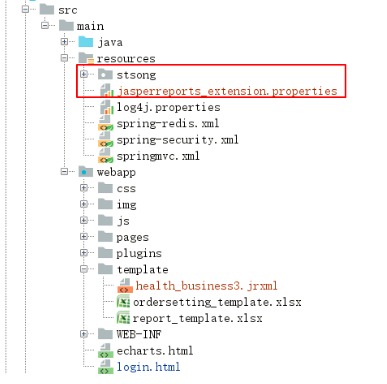 src
main
java
resources
stsong
jasperreports_extension.properties
log4j.properties
spring-redis.xml
spring-security.xml
springmvc.xml
webapp
css
img
js
pages
plugins
template
health_business3.jrxml
ordersetting_template.xlsx
report_template.xlsx
WEB-INF
echarts.html
login.html